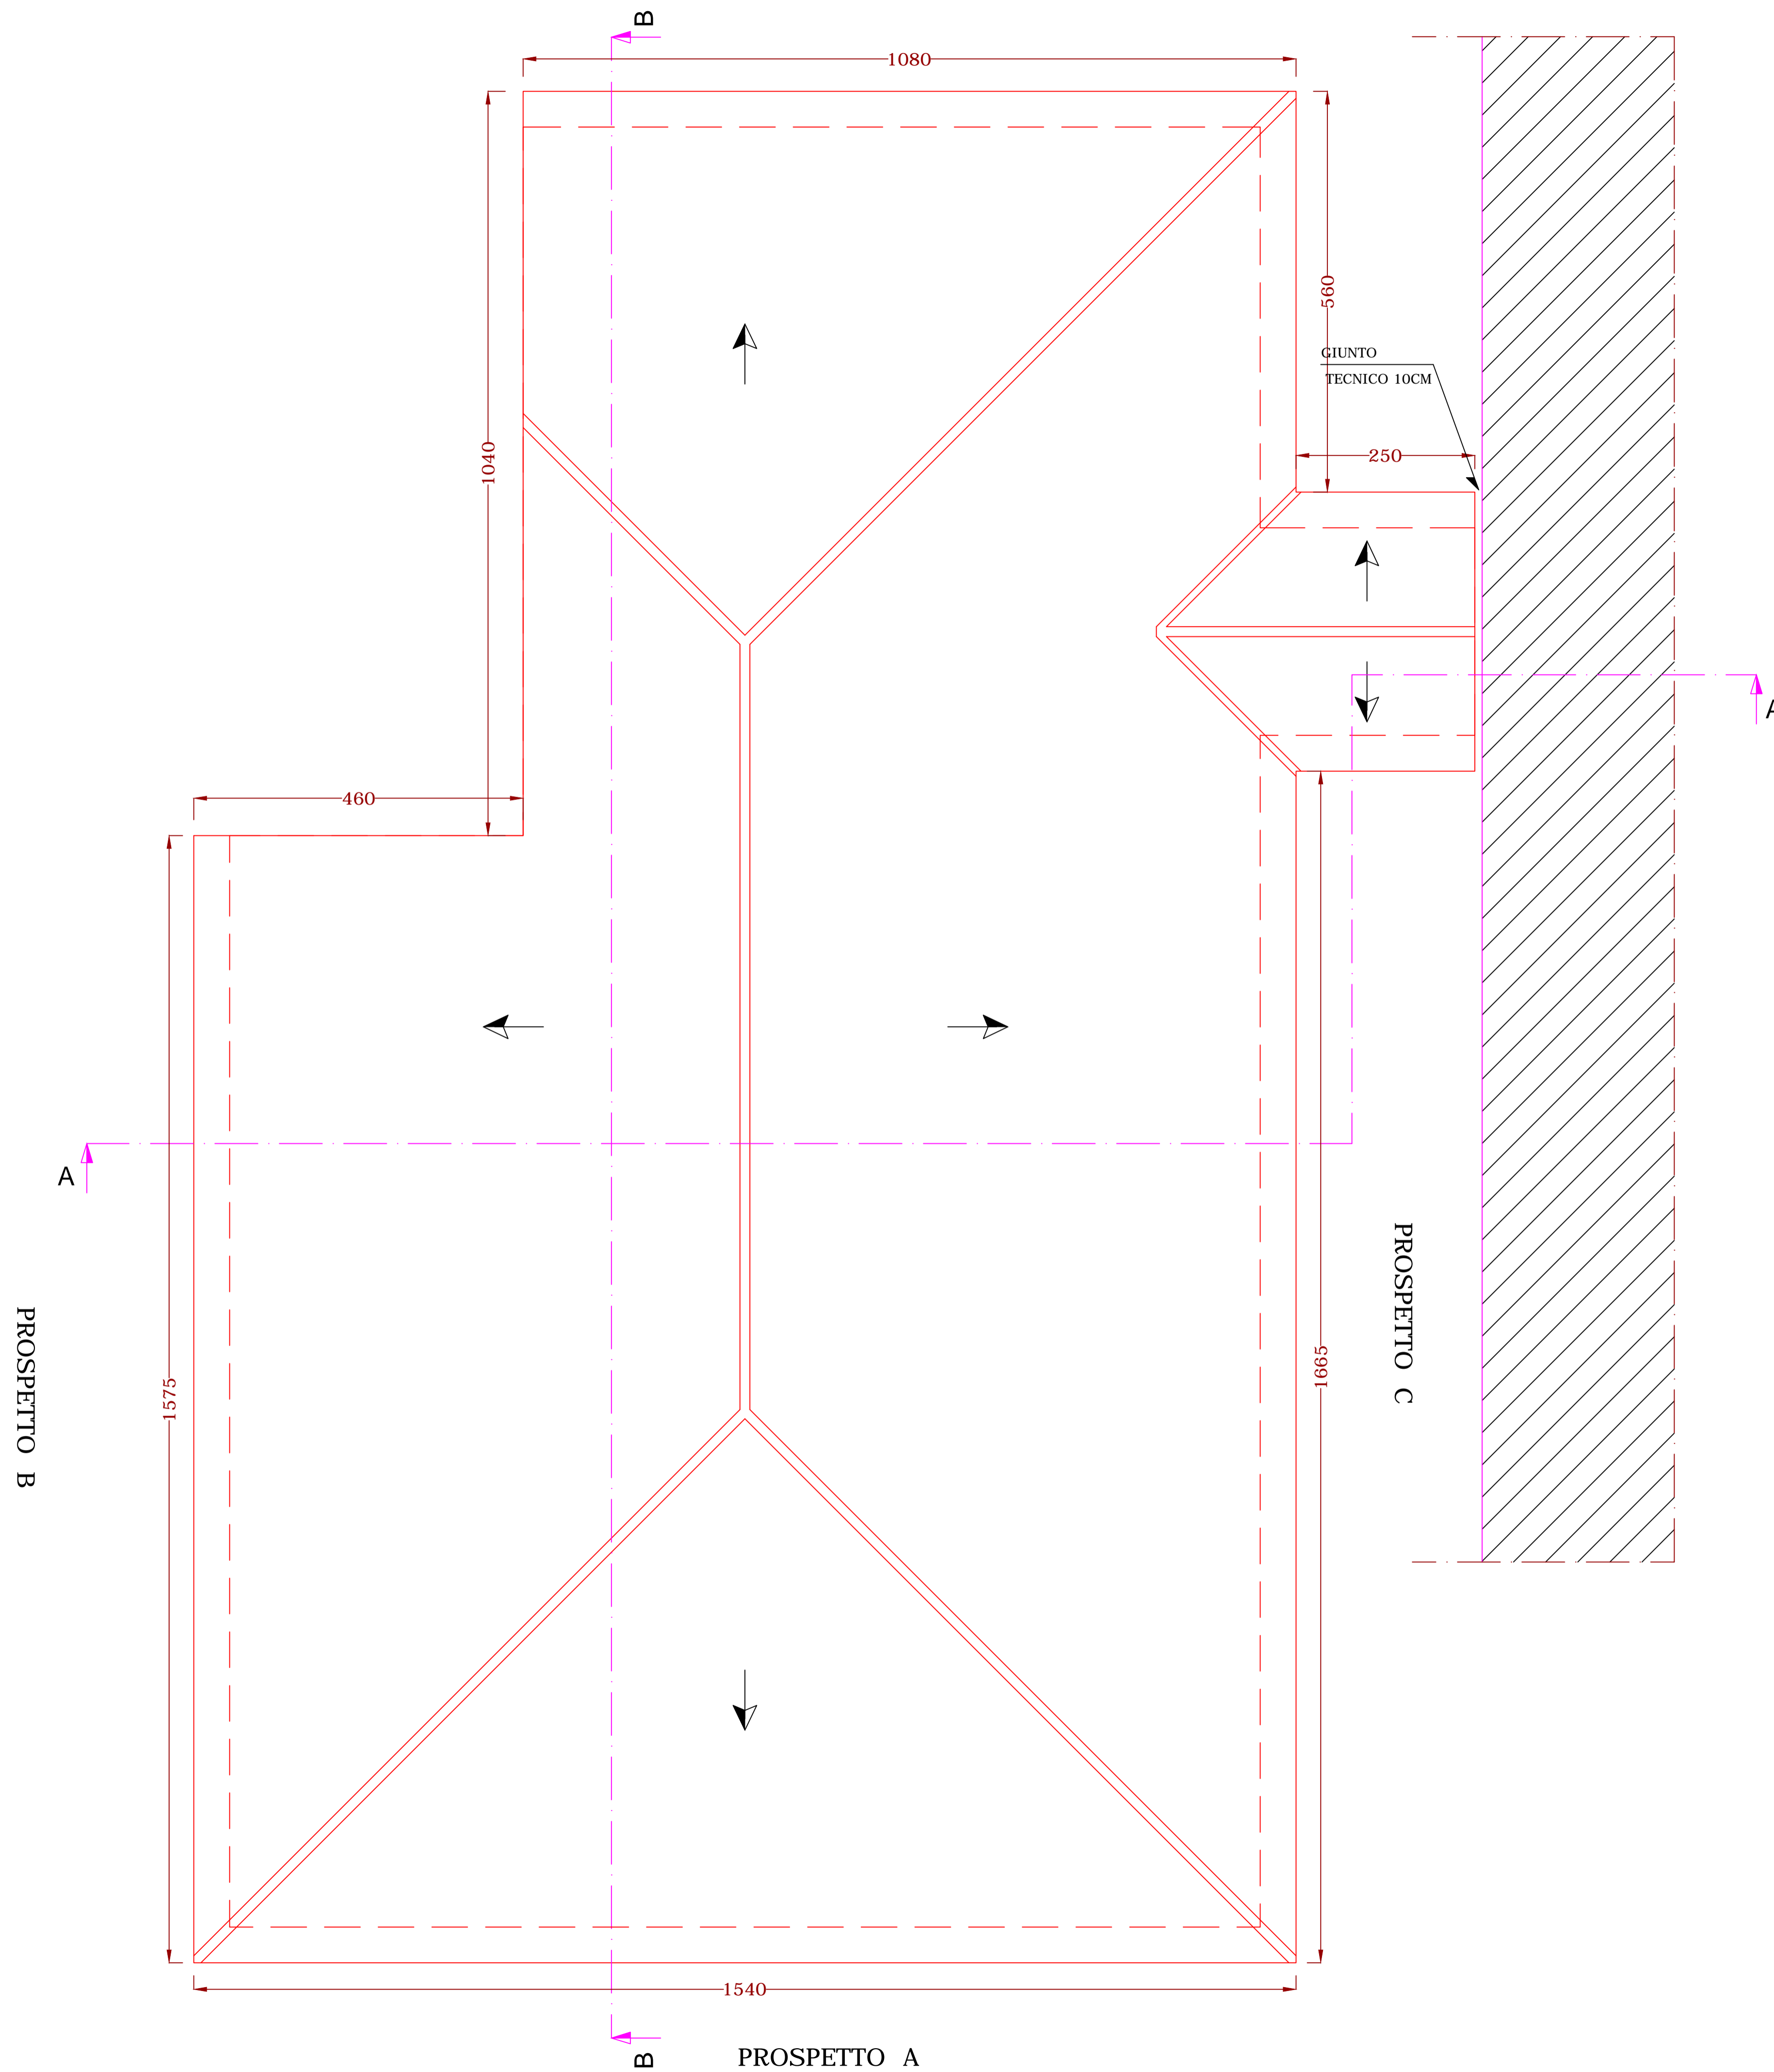 B
1080
560
GIUNTO
TECNICO 10CM
1040
250
A
460
A
PROSPETTO C
PROSPETTO B
1575
1665
1540
B
PROSPETTO A